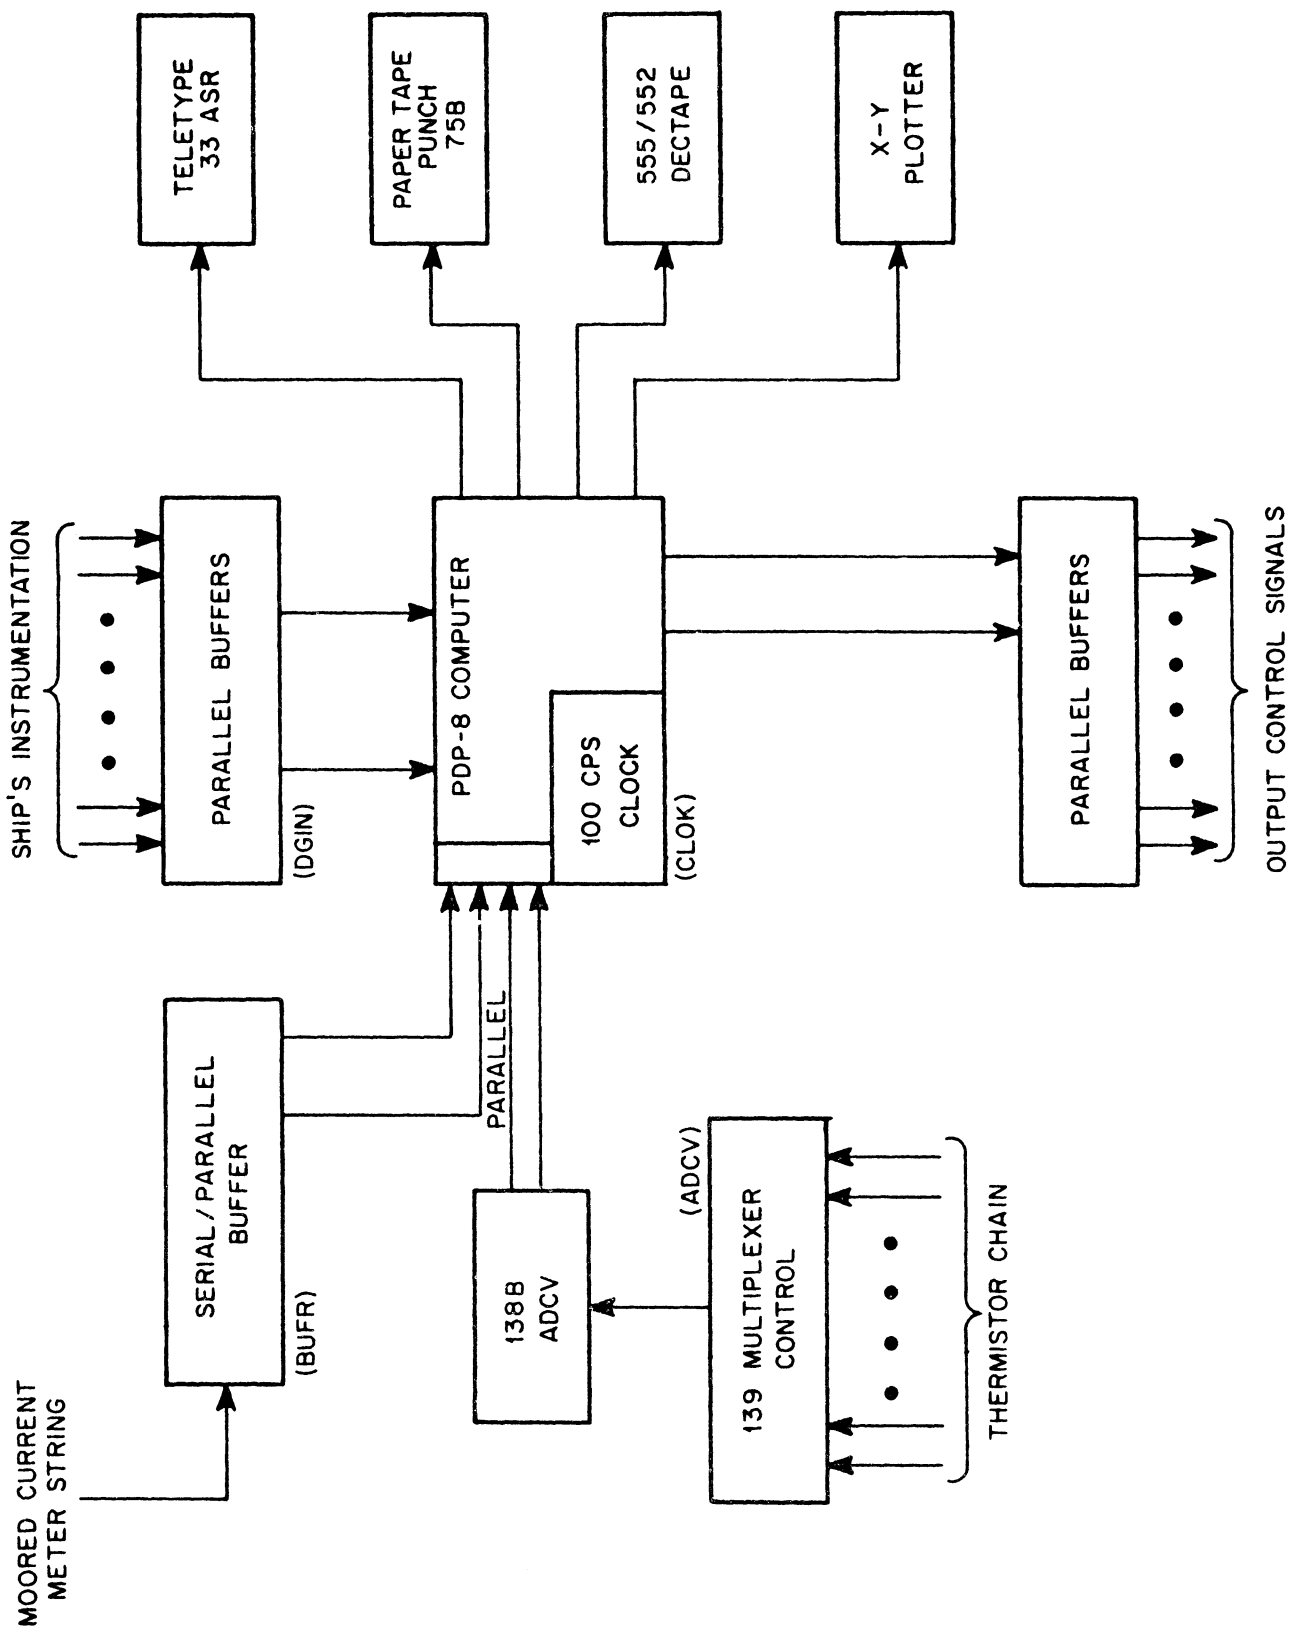 MOORED CURRENT
METER STRING
SERIAL/PARALLEL
BUFFER
(BUFR)
SHIP'S INSTRUMENTATION
PARALLEL BUFFERS
(DGIN)
TELETYPE
33 ASR
PAPER TAPE
PUNCH
75B
555/552
DECTAPE
X-Y
PLOTTER
PDP-8 COMPUTER
100 CPS
CLOCK
(CLOK)
PARALLEL
138B
ADCV
(ADCV)
139 MULTIPLEXER
CONTROL
THERMISTOR CHAIN
PARALLEL BUFFERS
OUTPUT CONTROL SIGNALS